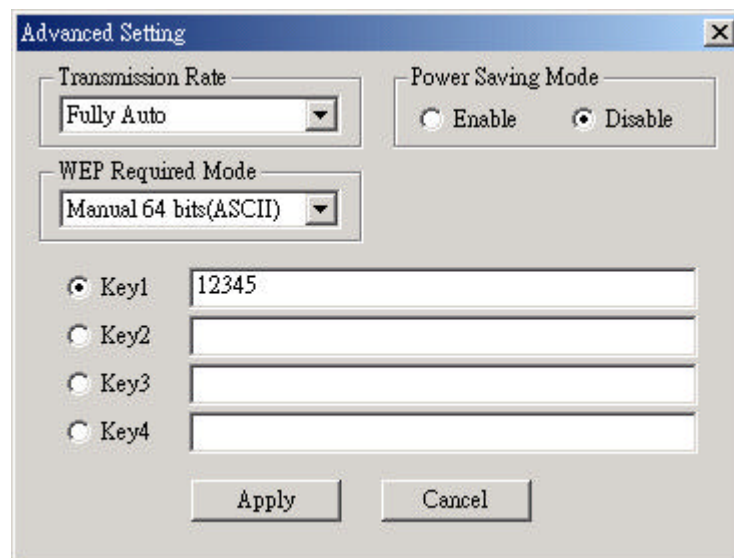 Advanced Setting
Transmission Rate
Power Saving Mode
Fully Auto
Enable
Disable
WEP Required Mode
Manual 64 bits(ASCII)
Key1
12345
Key2
Key3
Key4
Apply
Cancel